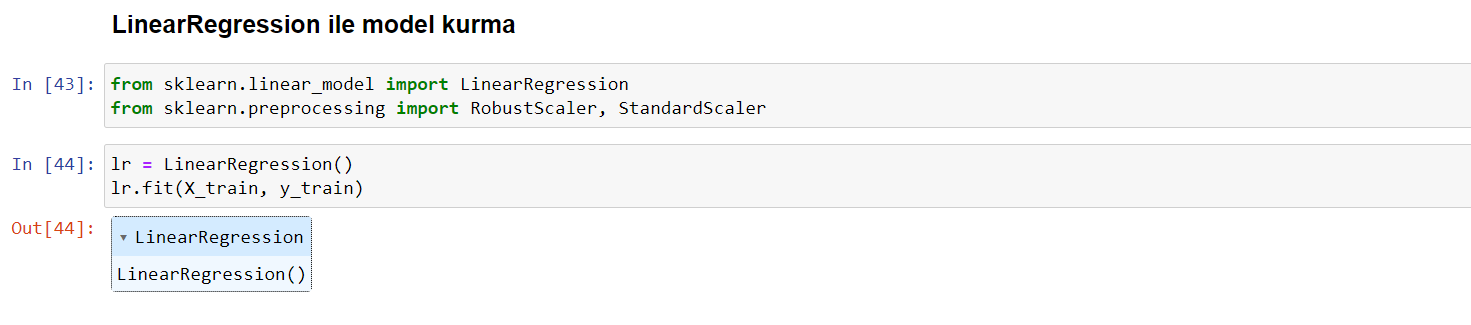 LinearRegression ile model kurma
In [43]: from sklearn.linear_model import LinearRegression
from sklearn.preprocessing import RobustScaler, StandardScaler
In [44]: lr = LinearRegression()
lr.fit(X_train, y_train)
Out[44]: ▾ LinearRegression
LinearRegression()